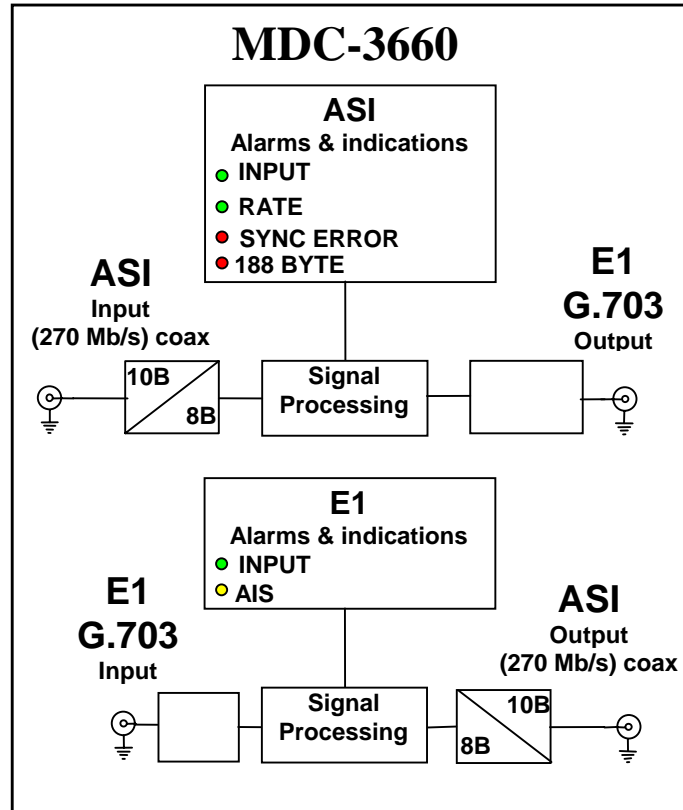 MDC-3660
ASI
Alarms & indications
INPUT
RATE
SYNC ERROR
188 BYTE
ASI
Input
(270 Mb/s) coax
E1
G.703
Output
10B
8B
Signal
Processing
E1
Alarms & indications
INPUT
AIS
E1
G.703
Input
ASI
Output
(270 Mb/s) coax
Signal
Processing
10B
8B